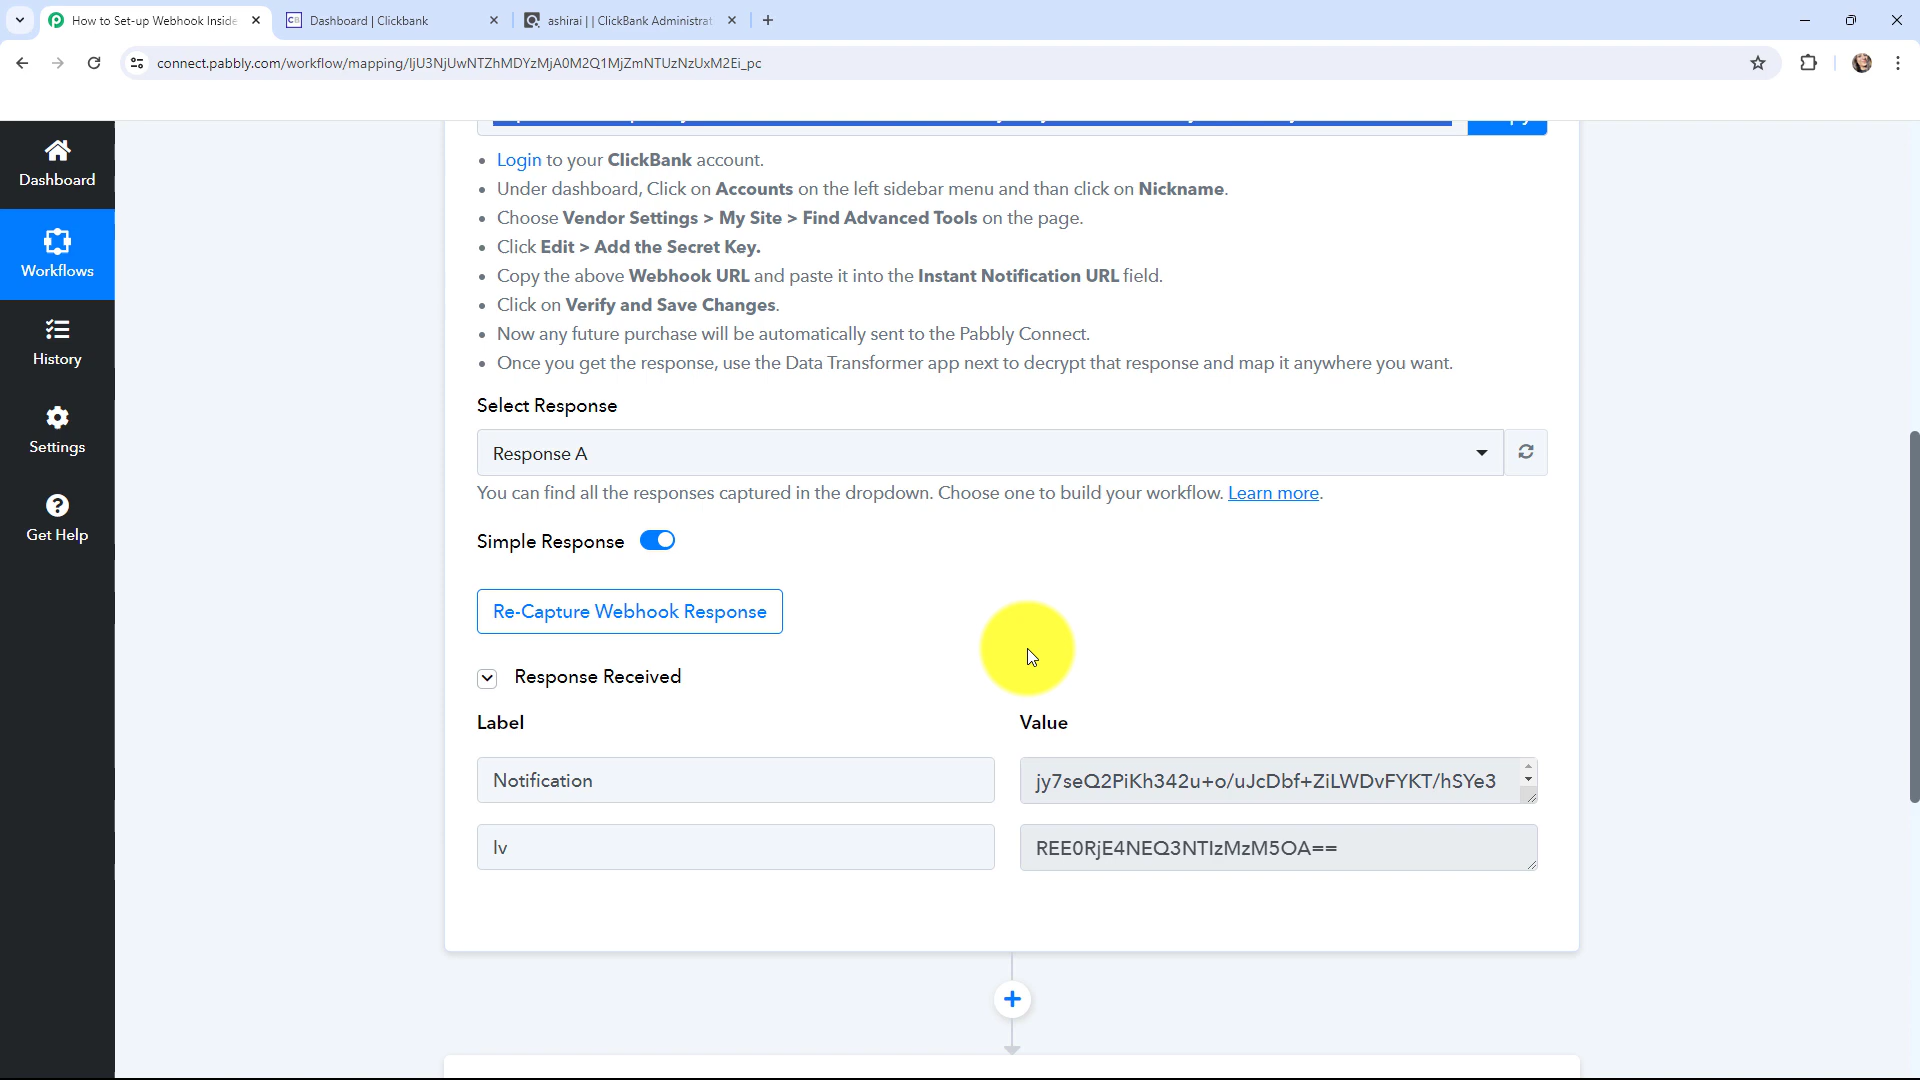 How to Set-up Webhook Inside
Dashboard | Clickbank
ashirai | | ClickBank Administrat
connect.pabbly.com/workflow/mapping/IjU3NjUwNTZhMDYzMjA0M2Q1MjZmNTUzNzUxM2Ei_pc
Dashboard
Workflows
History
Settings
Get Help
Login to your ClickBank account.
Under dashboard, Click on Accounts on the left sidebar menu and than click on Nickname.
Choose Vendor Settings > My Site > Find Advanced Tools on the page.
Click Edit > Add the Secret Key.
Copy the above Webhook URL and paste it into the Instant Notification URL field.
Click on Verify and Save Changes.
Now any future purchase will be automatically sent to the Pabbly Connect.
Once you get the response, use the Data Transformer app next to decrypt that response and map it anywhere you want.
Select Response
Response A
You can find all the responses captured in the dropdown. Choose one to build your workflow. Learn more.
Simple Response
Re-Capture Webhook Response
Response Received
Label
Value
Notification
jy7seQ2PiKh342u+o/uJcDbf+ZiLWDvFYKT/hSYe3
Iv
REE0RjE4NEQ3NTIzMzM5OA==